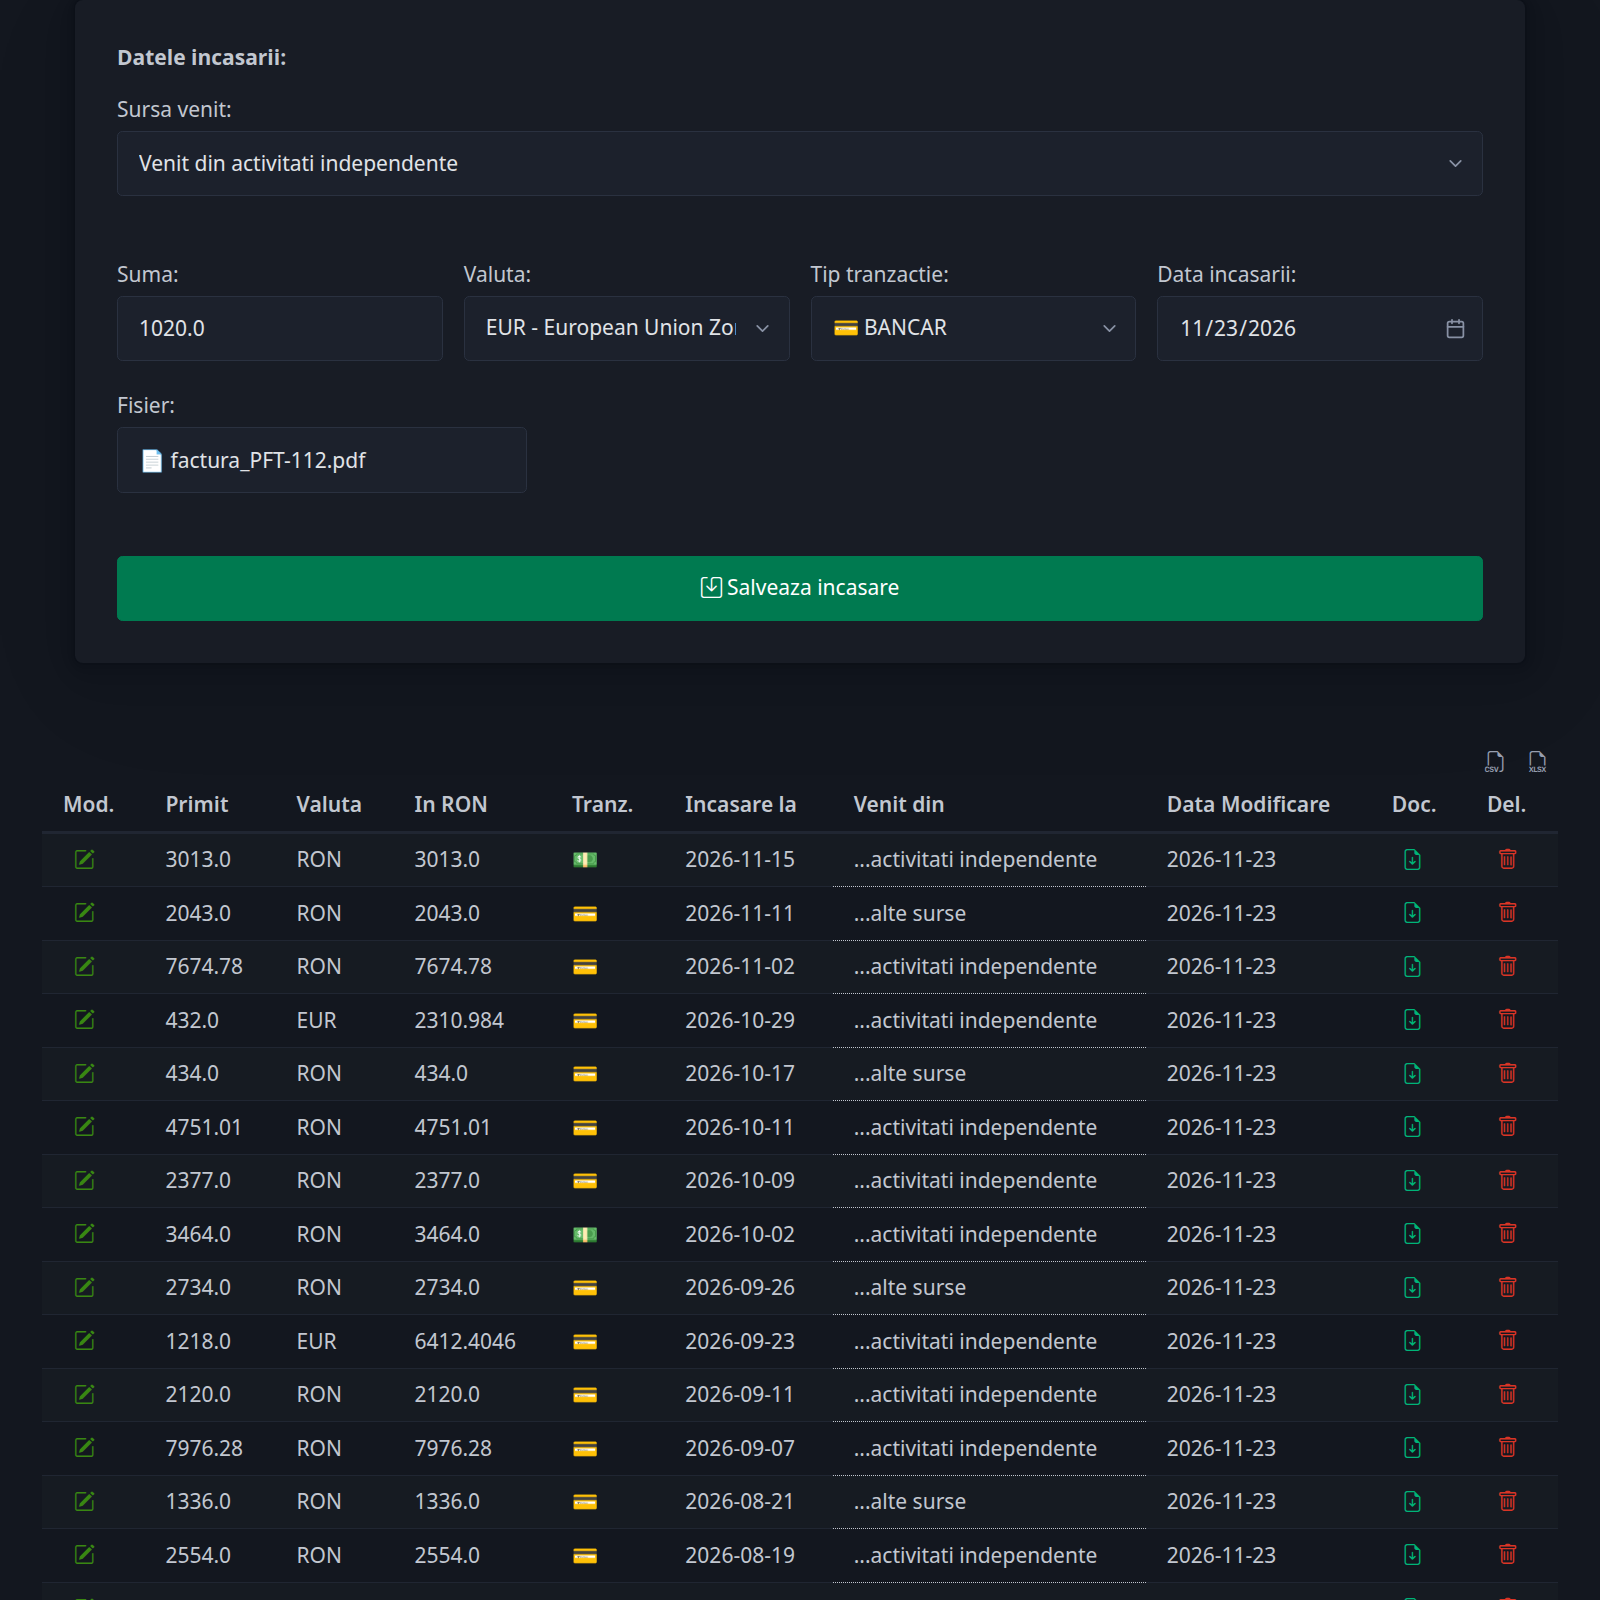 Datele incasarii:
Sursa venit:
Venit din activitati independente
Suma: Valuta: Tip tranzactie: Data incasarii:
1020.0 EUR - European Union Zo 💳 BANCAR 11/23/2026
Fisier:
📄 factura_PFT-112.pdf
Salveaza incasare
CSV XLSX
Mod. Primit Valuta In RON Tranz. Incasare la Venit din Data Modificare Doc. Del.
3013.0 RON 3013.0 💵 2026-11-15 ...activitati independente 2026-11-23
2043.0 RON 2043.0 💳 2026-11-11 ...alte surse 2026-11-23
7674.78 RON 7674.78 💳 2026-11-02 ...activitati independente 2026-11-23
432.0 EUR 2310.984 💳 2026-10-29 ...activitati independente 2026-11-23
434.0 RON 434.0 💳 2026-10-17 ...alte surse 2026-11-23
4751.01 RON 4751.01 💳 2026-10-11 ...activitati independente 2026-11-23
2377.0 RON 2377.0 💳 2026-10-09 ...activitati independente 2026-11-23
3464.0 RON 3464.0 💵 2026-10-02 ...activitati independente 2026-11-23
2734.0 RON 2734.0 💳 2026-09-26 ...alte surse 2026-11-23
1218.0 EUR 6412.4046 💳 2026-09-23 ...activitati independente 2026-11-23
2120.0 RON 2120.0 💳 2026-09-11 ...activitati independente 2026-11-23
7976.28 RON 7976.28 💳 2026-09-07 ...activitati independente 2026-11-23
1336.0 RON 1336.0 💳 2026-08-21 ...alte surse 2026-11-23
2554.0 RON 2554.0 💳 2026-08-19 ...activitati independente 2026-11-23